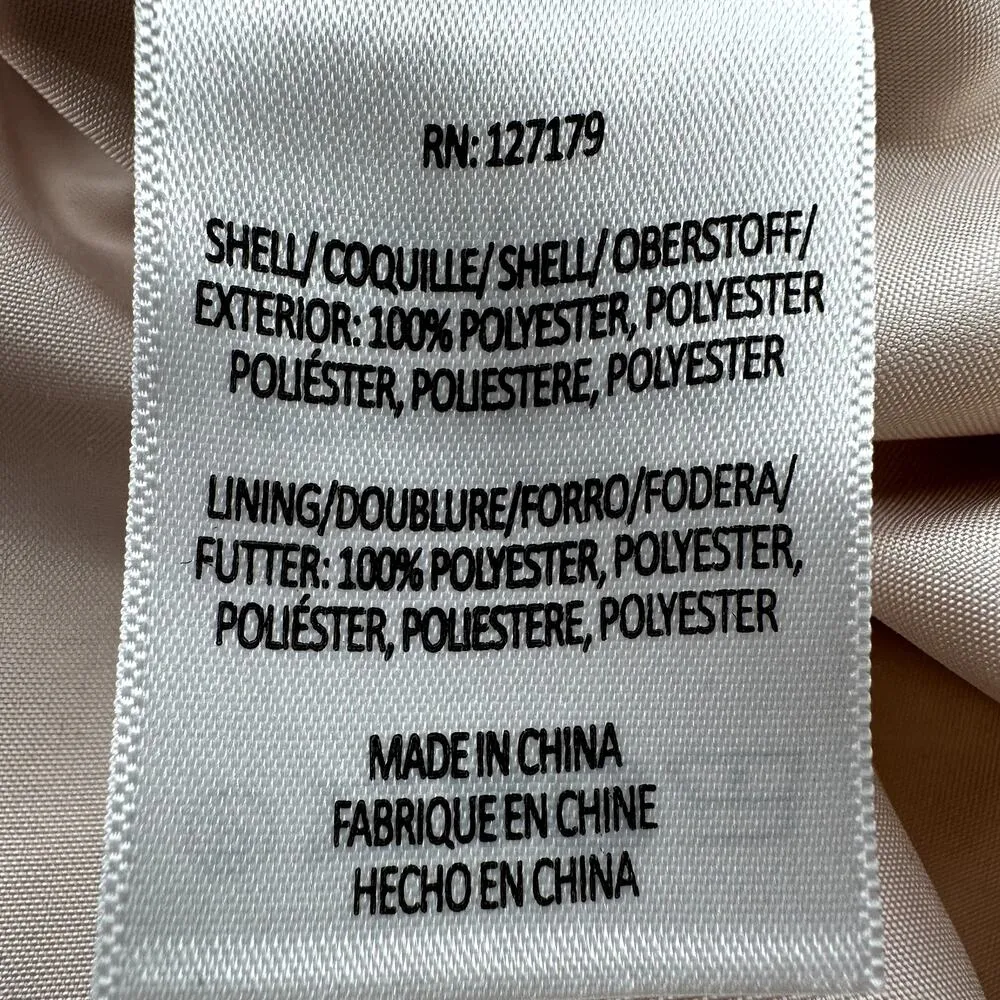 RN: 127179
SHELL/COQUILLE/SHELL/OBERSTOFF/
EXTERIOR: 100% POLYESTER, POLYESTER
POLIÉSTER, POLIESTERE, POLYESTER
LINING/DOUBLURE/FORRO/FODERA/
FUTTER: 100% POLYESTER, POLYESTER,
POLIÉSTER, POLIESTERE, POLYESTER
MADE IN CHINA
FABRIQUE EN CHINE
HECHO EN CHINA